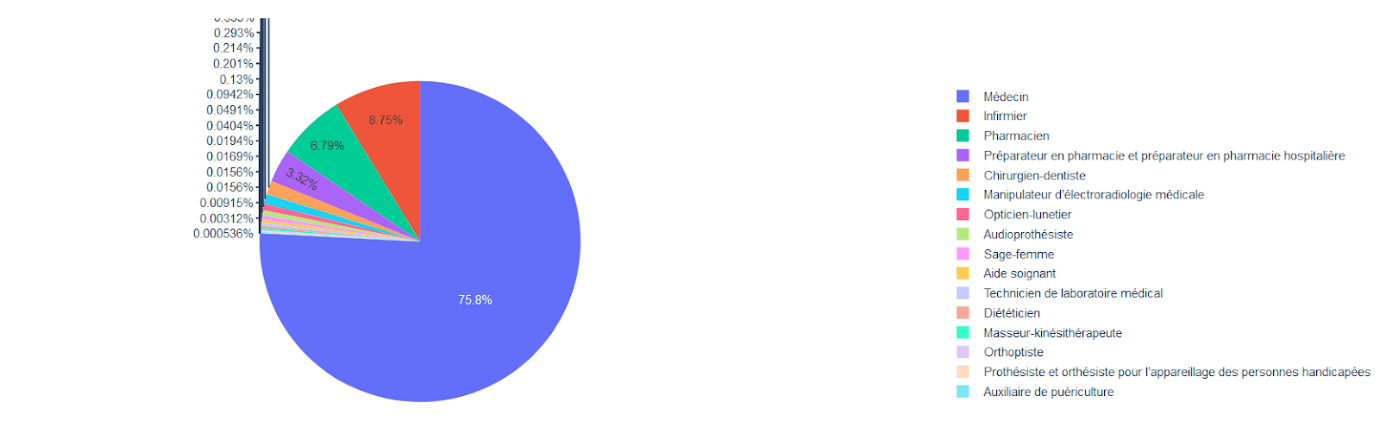 0.293%
0.214%
0.201%
0.13%
0.0942%
0.0491%
0.0404%
0.0194%
0.0169%
0.0156%
0.0156%
0.00915%
0.00312%
0.000536%
8.75%
6.79%
3.32%
75.8%
Médecin
Infirmier
Pharmacien
Préparateur en pharmacie et préparateur en pharmacie hospitalière
Chirurgien-dentiste
Manipulateur d'électroradiologie médicale
Opticien-lunetier
Audioprothésiste
Sage-femme
Aide soignant
Technicien de laboratoire médical
Diététicien
Masseur-kinésithérapeute
Orthoptiste
Prothésiste et orthésiste pour l'appareillage des personnes handicapées
Auxiliaire de puériculture